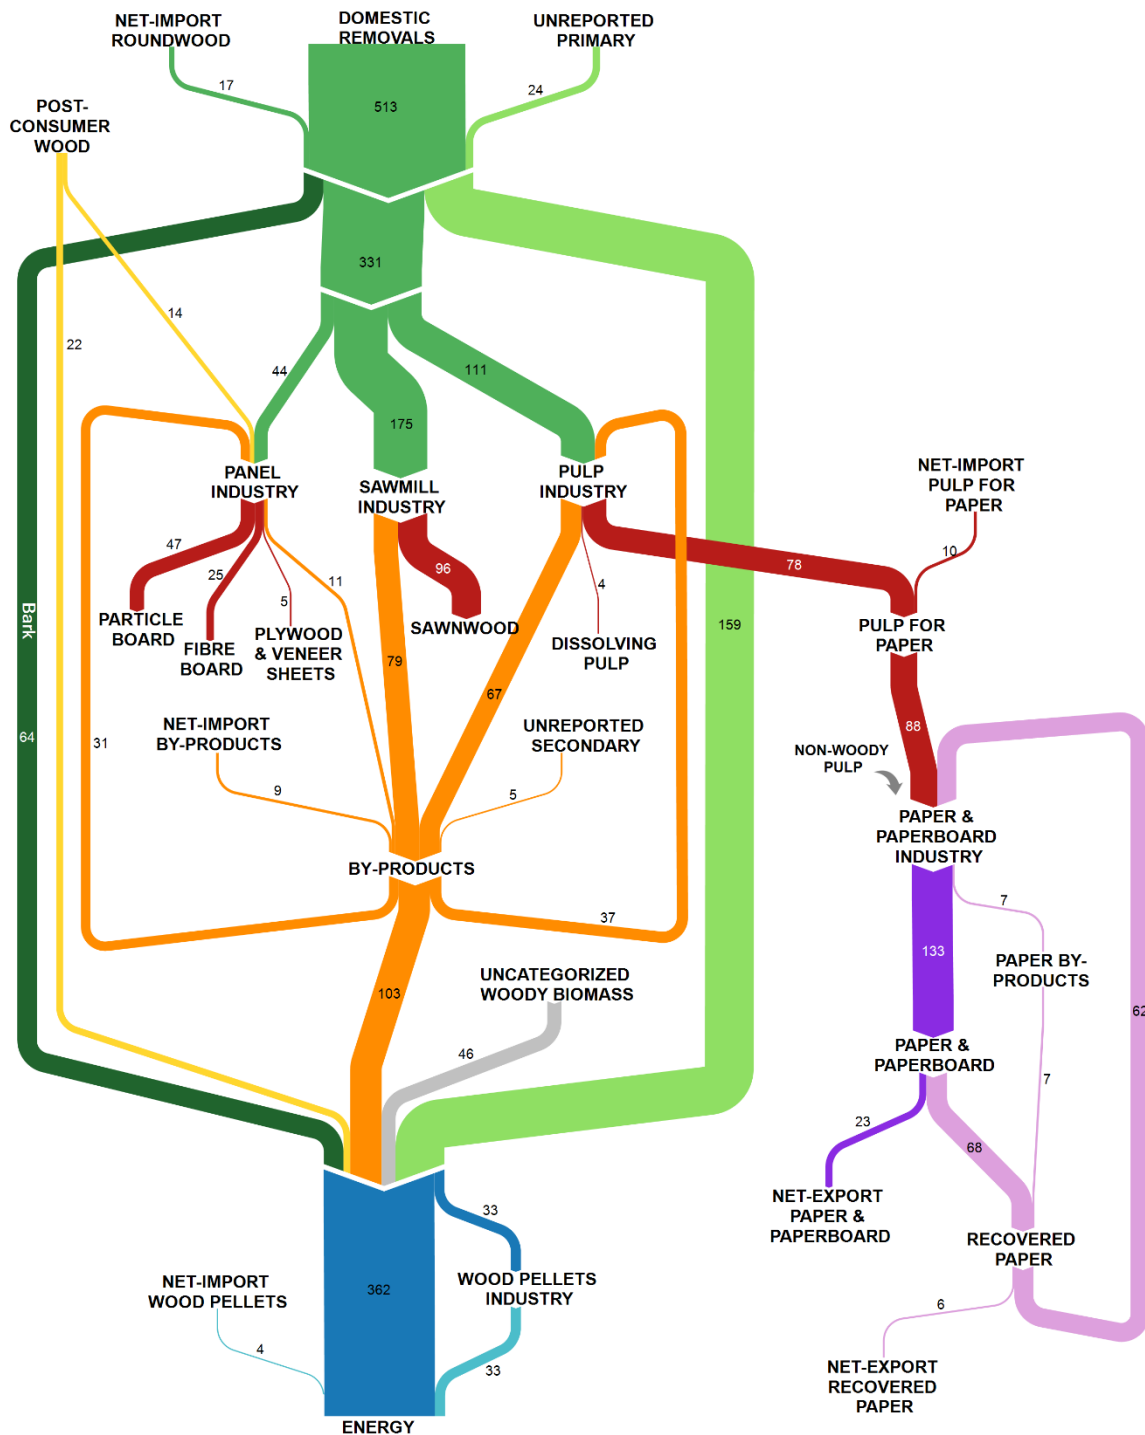 NET-IMPORT
ROUNDWOOD
DOMESTIC
REMOVALS
UNREPORTED
PRIMARY
17
513
24
POST-
CONSUMER
WOOD
331
14
22
44
111
175
PANEL
INDUSTRY
SAWMILL
INDUSTRY
PULP
INDUSTRY
NET-IMPORT
PULP FOR
PAPER
47
25
5
11
96
4
78
10
PARTICLE
BOARD
FIBRE
BOARD
PLYWOOD
& VENEER
SHEETS
SAWNWOOD
DISSOLVING
PULP
PULP FOR
PAPER
Bark
159
79
67
64
31
NET-IMPORT
BY-PRODUCTS
UNREPORTED
SECONDARY
88
NON-WOODY
PULP
9
5
PAPER &
PAPERBOARD
INDUSTRY
BY-PRODUCTS
37
7
133
PAPER BY-
PRODUCTS
UNCATEGORIZED
WOODY BIOMASS
103
62
46
PAPER &
PAPERBOARD
7
23
68
NET-EXPORT
PAPER &
PAPERBOARD
RECOVERED
PAPER
33
NET-IMPORT
WOOD PELLETS
362
WOOD PELLETS
INDUSTRY
6
4
33
NET-EXPORT
RECOVERED
PAPER
ENERGY